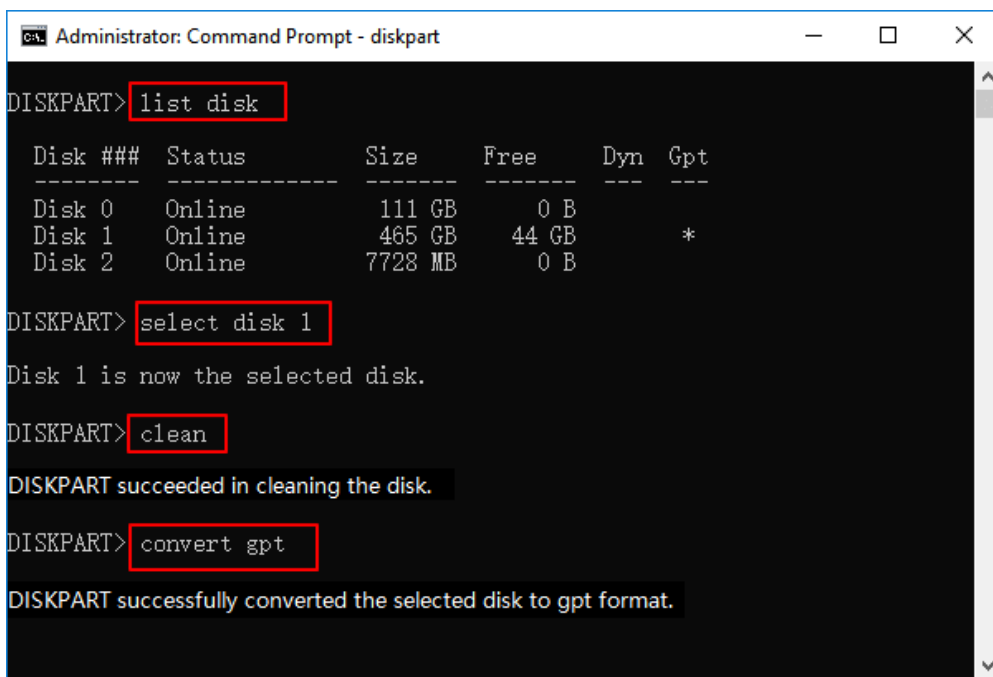 Administrator: Command Prompt - diskpart
DISKPART> list disk
Disk ### Status Size Free Dyn Gpt
-------- ------------- ------- ------- --- ---
Disk 0 Online 111 GB 0 B
Disk 1 Online 465 GB 44 GB *
Disk 2 Online 7728 MB 0 B
DISKPART> select disk 1
Disk 1 is now the selected disk.
DISKPART> clean
DISKPART succeeded in cleaning the disk.
DISKPART> convert gpt
DISKPART successfully converted the selected disk to gpt format.